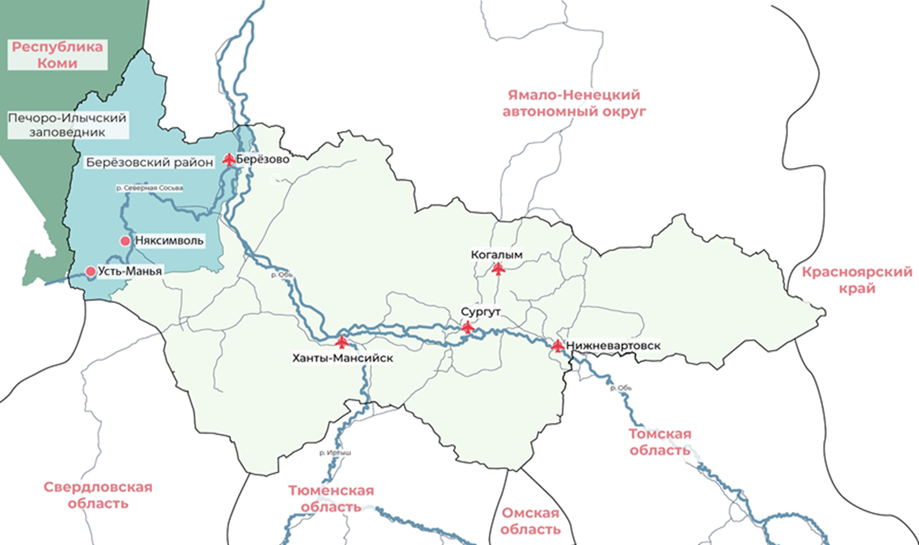 Республика
Коми
Ямало-Ненецкий
автономный округ
Печоро-Илычский
заповедник
Берёзовский район
Берёзово
р. Северная Сосьва
Няксимволь
Усть-Манья
р. Обь
Когалым
Красноярский
край
Сургут
Ханты-Мансийск
Нижневартовск
р. Обь
Томская
область
р. Иртыш
Свердловская
область
Тюменская
область
Омская
область